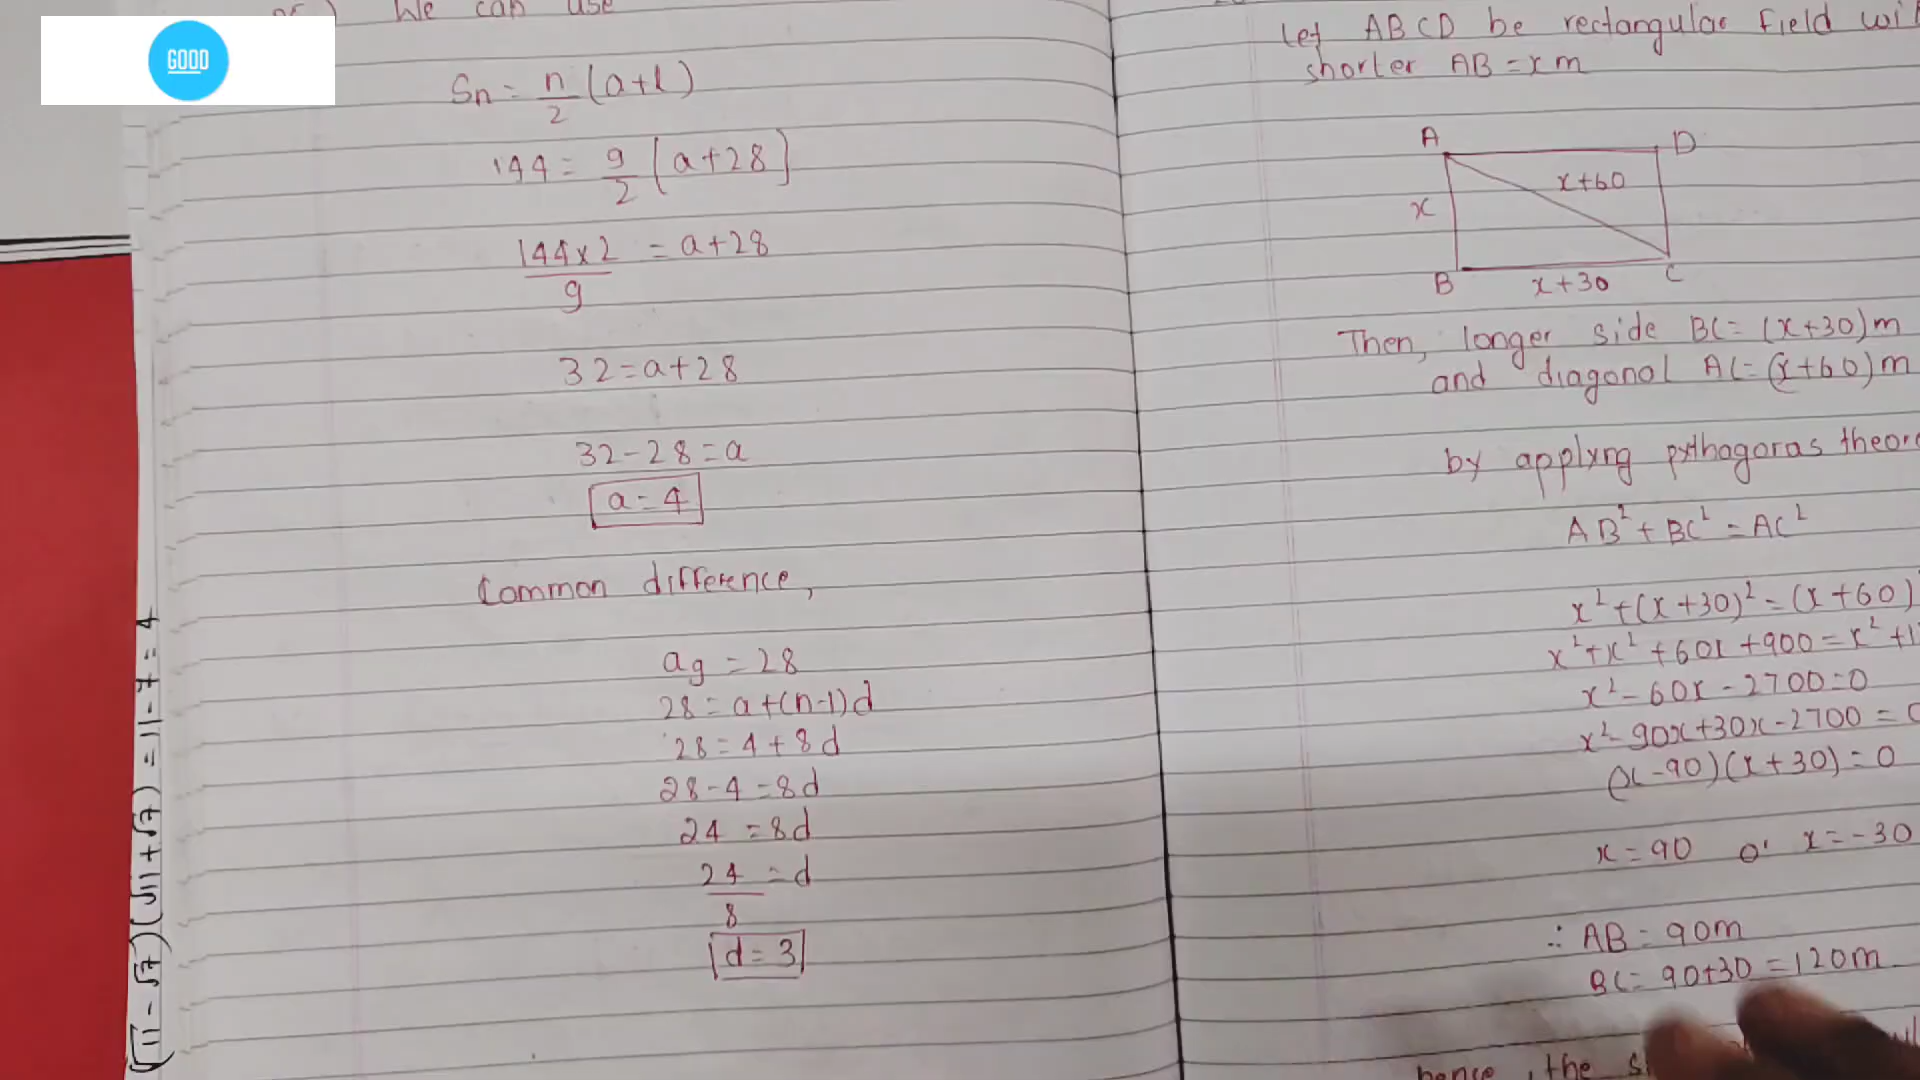 GOOD
We can use
Sn = n/2 (a+l)
144 = 9/2 [a+28]
144×2/9 = a+28
32 = a+28
32-28 = a
a = 4
Common difference,
a9 = 28
28 = a+(n-1)d
28 = 4+8d
28-4 = 8d
24 = 8d
24/8 = d
d = 3
(√11 - √7)(√11 + √7) = 11 - 7 = 4
Let ABCD be rectangular field
shorter AB = x m
A D
x+60
x
B C
x+30
Then, longer side BC = (x+30)m
and diagonal AC = (x+60)m
by applyng pythagoras
AB² + BC² = AC²
x²+(x+30)² = (x+60)
x²+x²+60x+900 = x²+
x²-60x-2700=0
x²-90x+30x-2700 =
(x-90)(x+30)=0
x=90 or x=-30
∴ AB = 90m
BC = 90+30 = 120m
hence, the